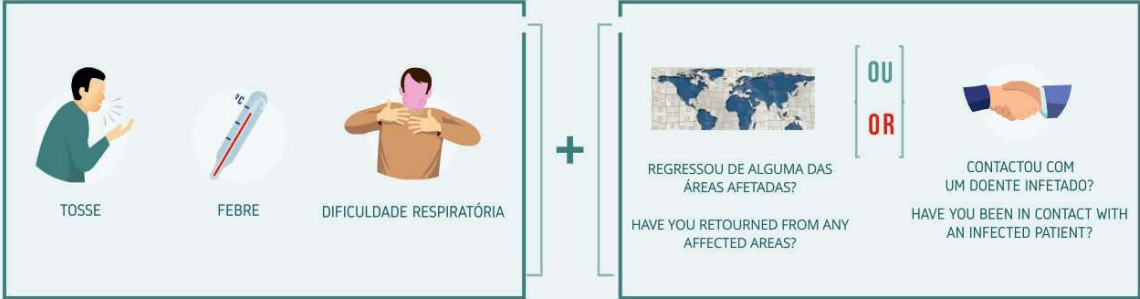 ºC
TOSSE
FEBRE
DIFICULDADE RESPIRATÓRIA
+
REGRESSOU DE ALGUMA DAS
ÁREAS AFETADAS?
HAVE YOU RETOURNED FROM ANY
AFFECTED AREAS?
OU
OR
CONTACTOU COM
UM DOENTE INFETADO?
HAVE YOU BEEN IN CONTACT WITH
AN INFECTED PATIENT?